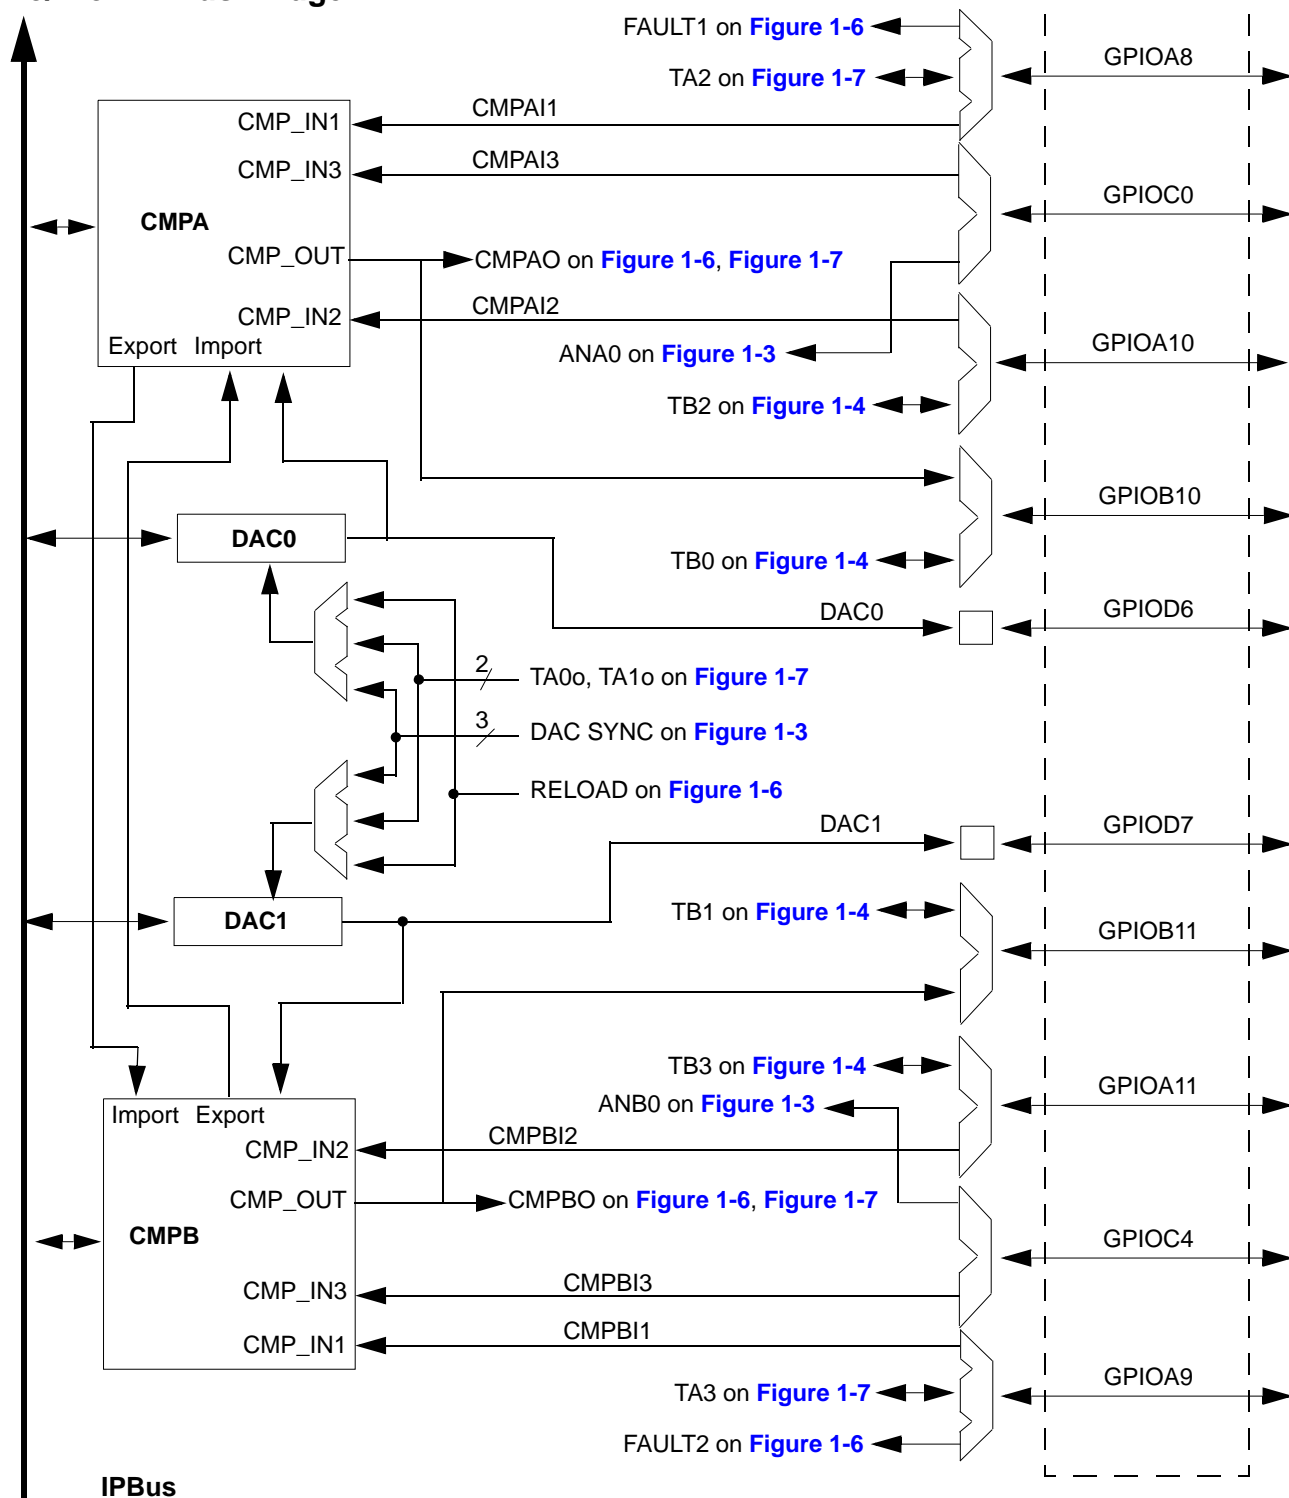 FAULT1 on Figure 1-6
GPIOA8
TA2 on Figure 1-7
CMPAI1
CMP_IN1
CMPAI3
CMP_IN3
GPIOC0
CMPA
CMP_OUT
CMPAO on Figure 1-6, Figure 1-7
CMPAI2
CMP_IN2
Export Import
ANA0 on Figure 1-3
GPIOA10
TB2 on Figure 1-4
GPIOB10
DAC0
TB0 on Figure 1-4
DAC0
GPIOD6
2
TA0o, TA1o on Figure 1-7
3
DAC SYNC on Figure 1-3
RELOAD on Figure 1-6
DAC1
GPIOD7
DAC1
TB1 on Figure 1-4
GPIOB11
TB3 on Figure 1-4
GPIOA11
ANB0 on Figure 1-3
Import Export
CMPBI2
CMP_IN2
CMP_OUT
CMPBO on Figure 1-6, Figure 1-7
CMPB
GPIOC4
CMPBI3
CMP_IN3
CMPBI1
CMP_IN1
GPIOA9
TA3 on Figure 1-7
FAULT2 on Figure 1-6
IPBus